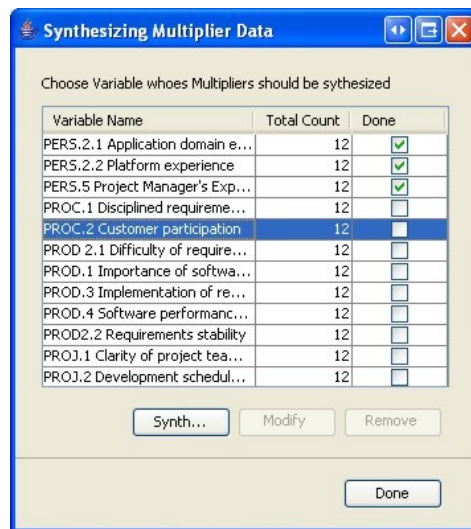 Synthesizing Multiplier Data
Choose Variable whoes Multipliers should be sythesized
Variable Name Total Count Done
PERS.2.1 Application domain e... 12
PERS.2.2 Platform experience 12
PERS.5 Project Manager's Exp... 12
PROC.1 Disciplined requireme... 12
PROC.2 Customer participation 12
PROD 2.1 Difficulty of require... 12
PROD.1 Importance of softwa... 12
PROD.3 Implementation of re... 12
PROD.4 Software performanc... 12
PROD2.2 Requirements stability 12
PROJ.1 Clarity of project tea... 12
PROJ.2 Development schedul... 12
Synth... Modify Remove
Done